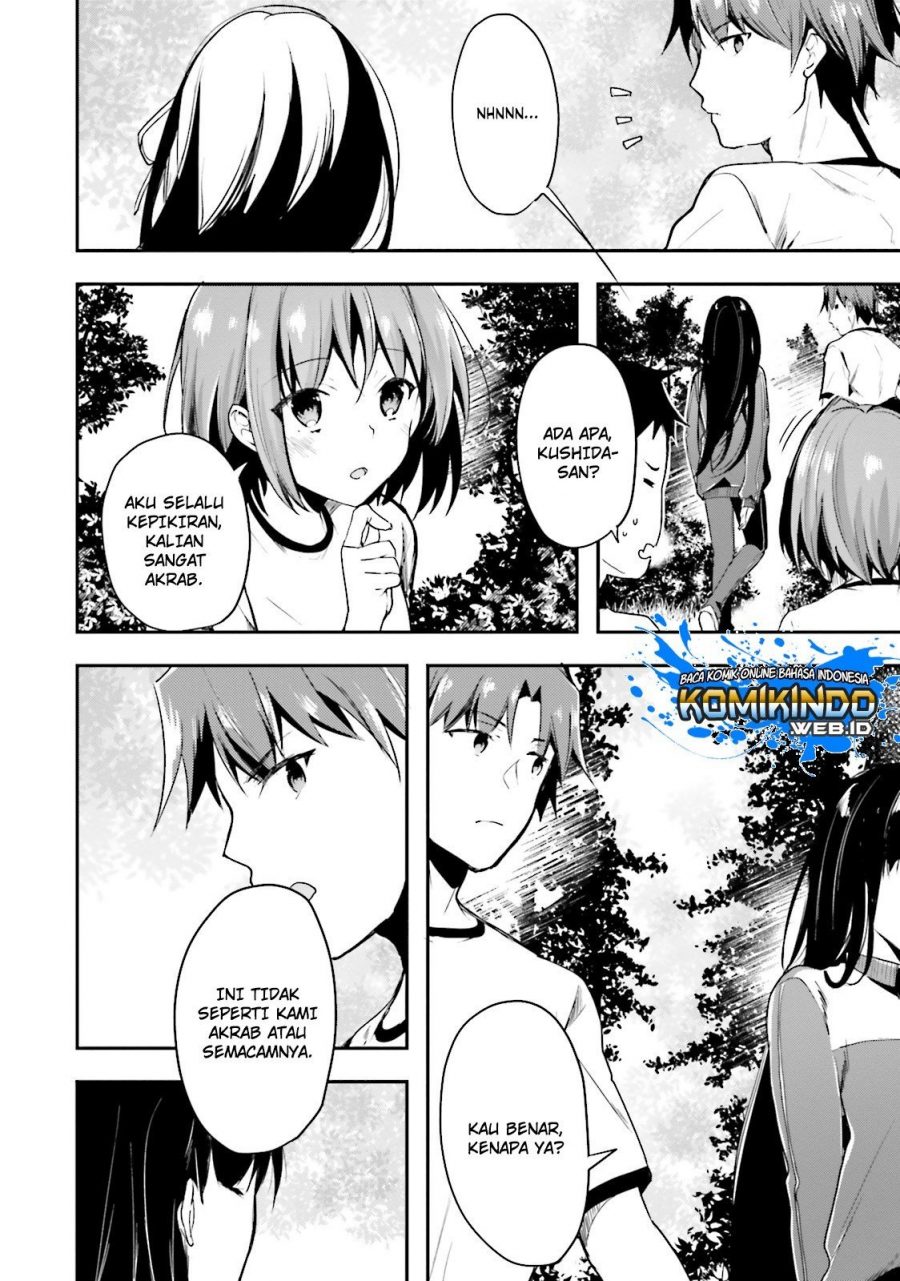 NHNNN...
ADA APA,
KUSHIDA-
SAN?
AKU SELALU
KEPIKIRAN,
KALIAN
SANGAT
AKRAB.
BACA KOMIK ONLINE BAHASA INDONESIA
KOMIKINDO
WEB.ID
KAU BENAR,
KENAPA YA?
INI TIDAK
SEPERTI KAMI
AKRAB ATAU
SEMACAMNYA.